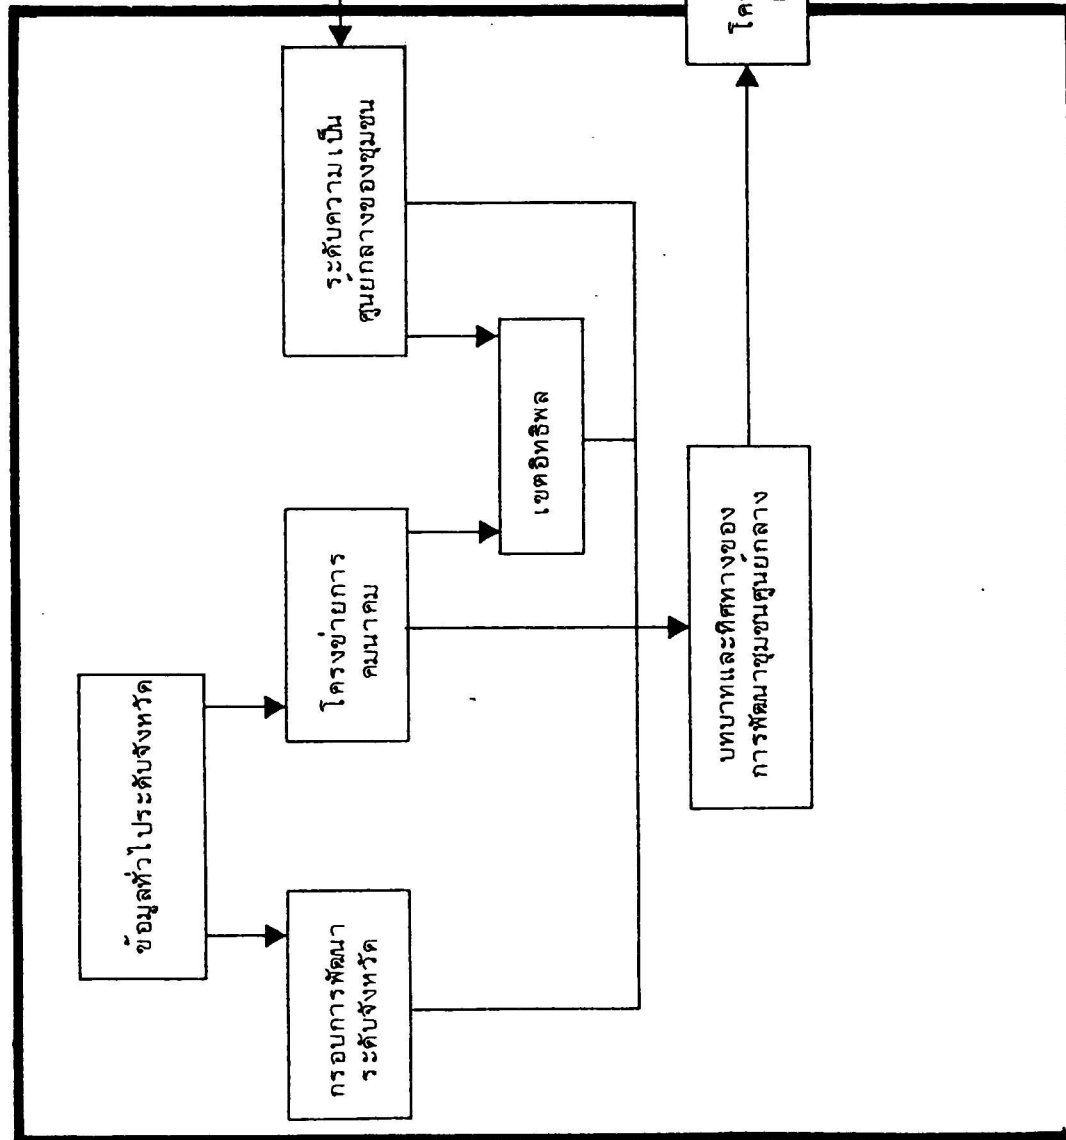 ข้อมูลทั่วไประดับจังหวัด
กรอบการพัฒนา
ระดับจังหวัด
โครงข่ายการ
คมนาคม
ระดับความเป็น
ศูนย์กลางของชุมชน
เขตอิทธิพล
บทบาทและทิศทางของ
การพัฒนาชุมชนศูนย์กลาง